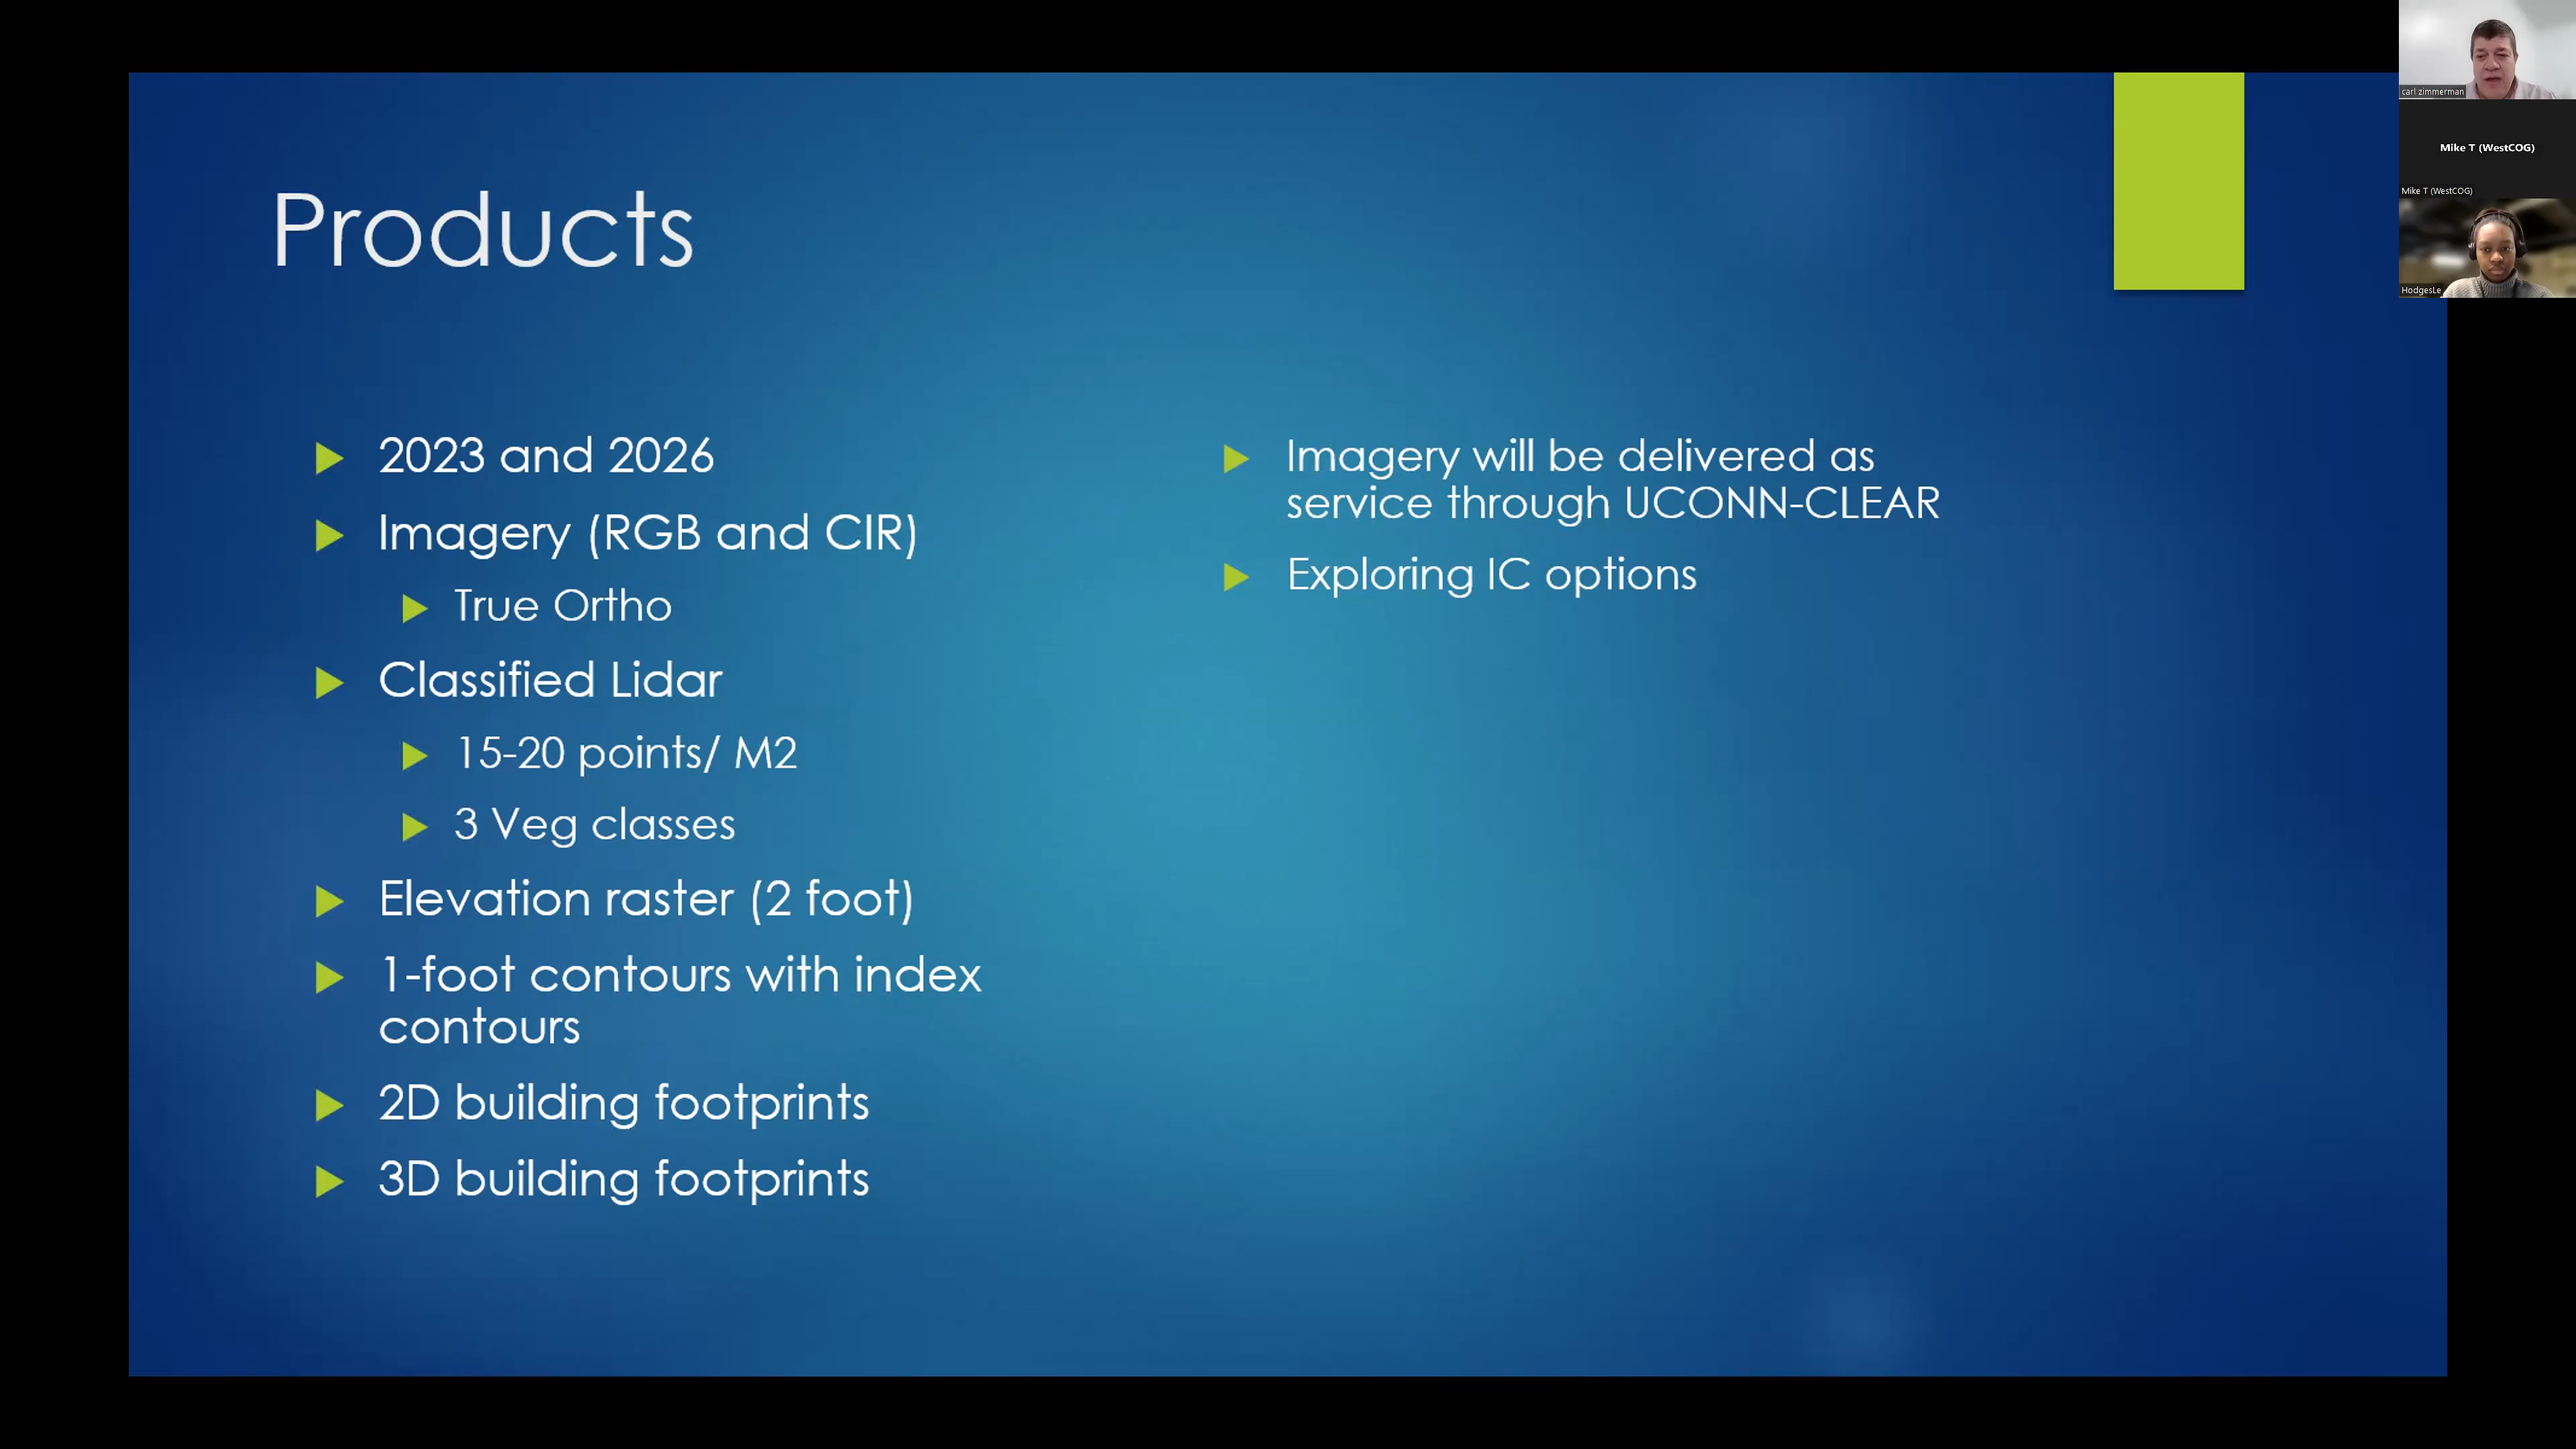 Products
2023 and 2026
Imagery (RGB and CIR)
True Ortho
Classified Lidar
15-20 points/ M2
3 Veg classes
Elevation raster (2 foot)
1-foot contours with index
contours
2D building footprints
3D building footprints
Imagery will be delivered as
service through UCONN-CLEAR
Exploring IC options
carl zimmerman
Mike T (WestCOG)
Mike T (WestCOG)
HodgesLe